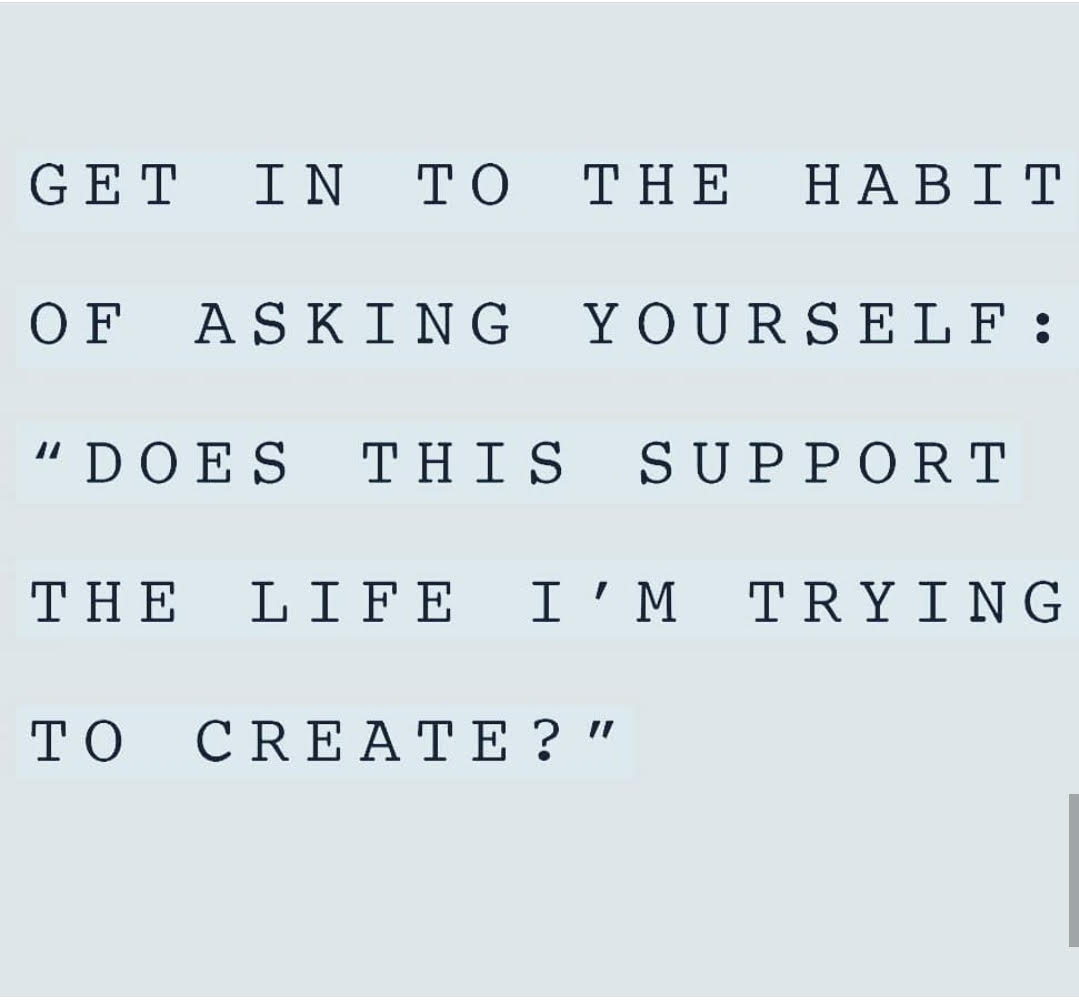 GET IN TO THE HABIT
OF ASKING YOURSELF:
“DOES THIS SUPPORT
THE LIFE I’M TRYING
TO CREATE?”